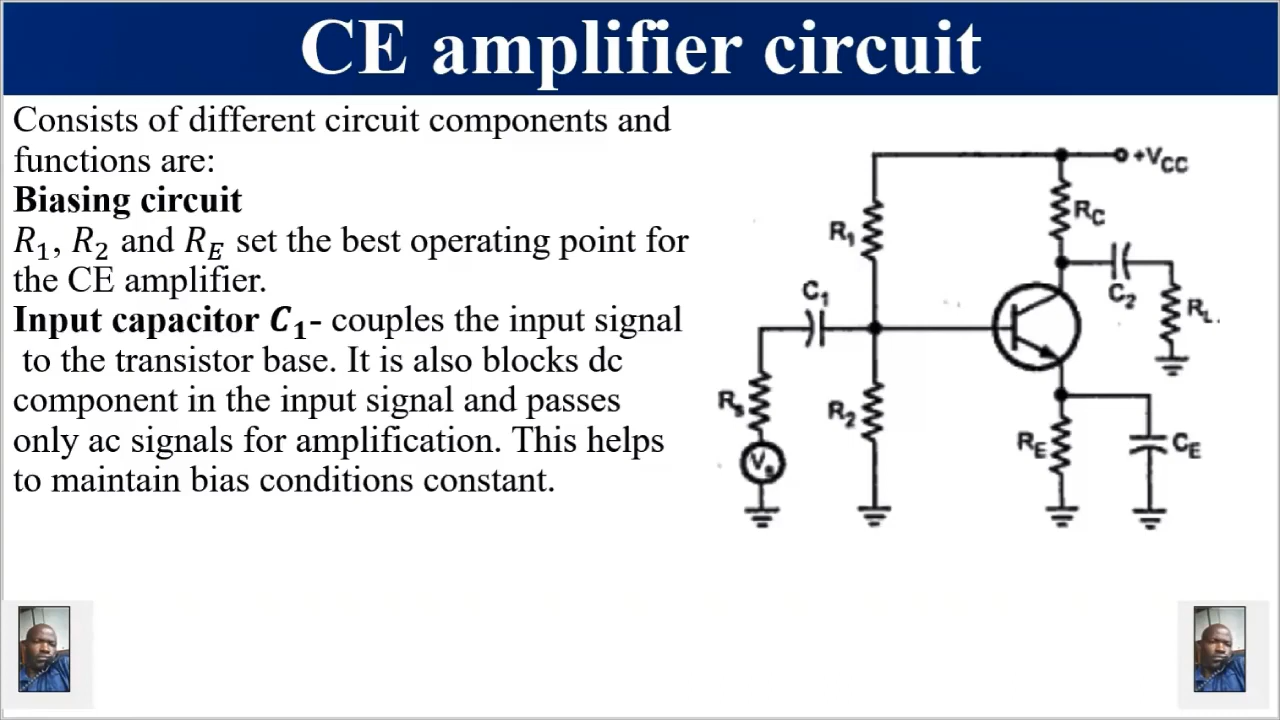 CE amplifier circuit
Consists of different circuit components and
functions are:
Biasing circuit
R₁, R₂ and R_E set the best operating point for
the CE amplifier.
Input capacitor C₁- couples the input signal
to the transistor base. It is also blocks dc
component in the input signal and passes
only ac signals for amplification. This helps
to maintain bias conditions constant.
+VCC
RC
R1
C1
C2
RL
RS
R2
RE
CE
Vs